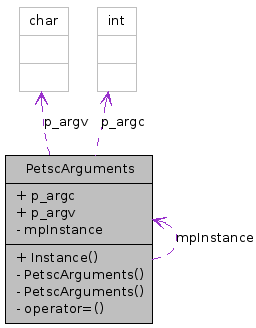 char
int
p_argv
p_argc
PetscArguments
+ p_argc
+ p_argv
- mpInstance
mpInstance
+ Instance()
- PetscArguments()
- PetscArguments()
- operator=()